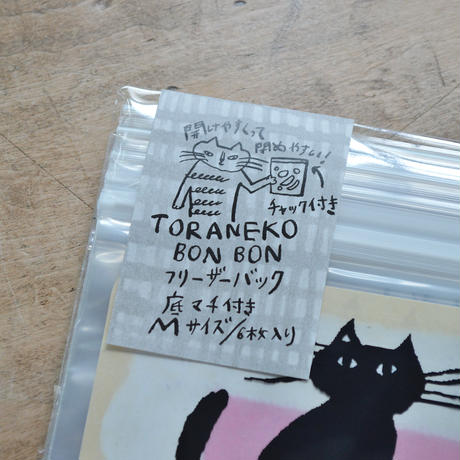 開けやすくって
閉めやすい!
チャック付き
TORANEKO
BON BON
フリーザーバック
底マチ付き
Mサイズ/6枚入り